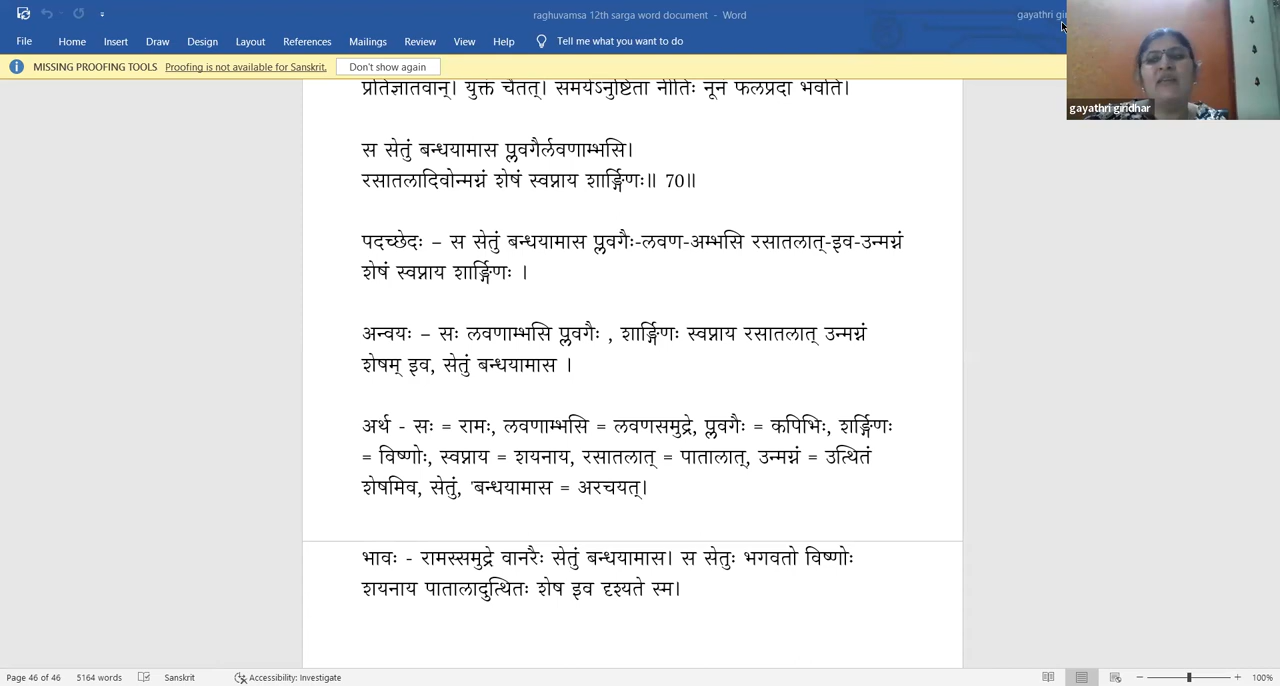 raghuvamsa 12th sarga word document - Word
gayathri gir
File Home Insert Draw Design Layout References Mailings Review View Help Tell me what you want to do
MISSING PROOFING TOOLS Proofing is not available for Sanskrit. Don't show again
gayathri giridhar
प्रतिज्ञातवान्। युक्तं चैतत्। समयेऽनुष्टिता नीतिः नूनं फलप्रदा भवति।
स सेतुं बन्धयामास प्लवगैर्लवणाम्भसि।
रसातलादिवोन्मग्नं शेषं स्वप्नाय शार्ङ्गिणः॥ 70॥
पदच्छेदः – स सेतुं बन्धयामास प्लवगैः-लवण-अम्भसि रसातलात्-इव-उन्मग्नं
शेषं स्वप्नाय शार्ङ्गिणः ।
अन्वयः – सः लवणाम्भसि प्लवगैः , शार्ङ्गिणः स्वप्नाय रसातलात् उन्मग्नं
शेषम् इव, सेतुं बन्धयामास ।
अर्थ - सः = रामः, लवणाम्भसि = लवणसमुद्रे, प्लवगैः = कपिभिः, शर्ङ्गिणः
= विष्णोः, स्वप्नाय = शयनाय, रसातलात् = पातालात्, उन्मग्नं = उत्थितं
शेषमिव, सेतुं, 'बन्धयामास = अरचयत्।
भावः - रामस्समुद्रे वानरैः सेतुं बन्धयामास। स सेतुः भगवतो विष्णोः
शयनाय पातालादुत्थितः शेष इव दृश्यते स्म।
Page 46 of 46 5164 words Sanskrit Accessibility: Investigate 100%